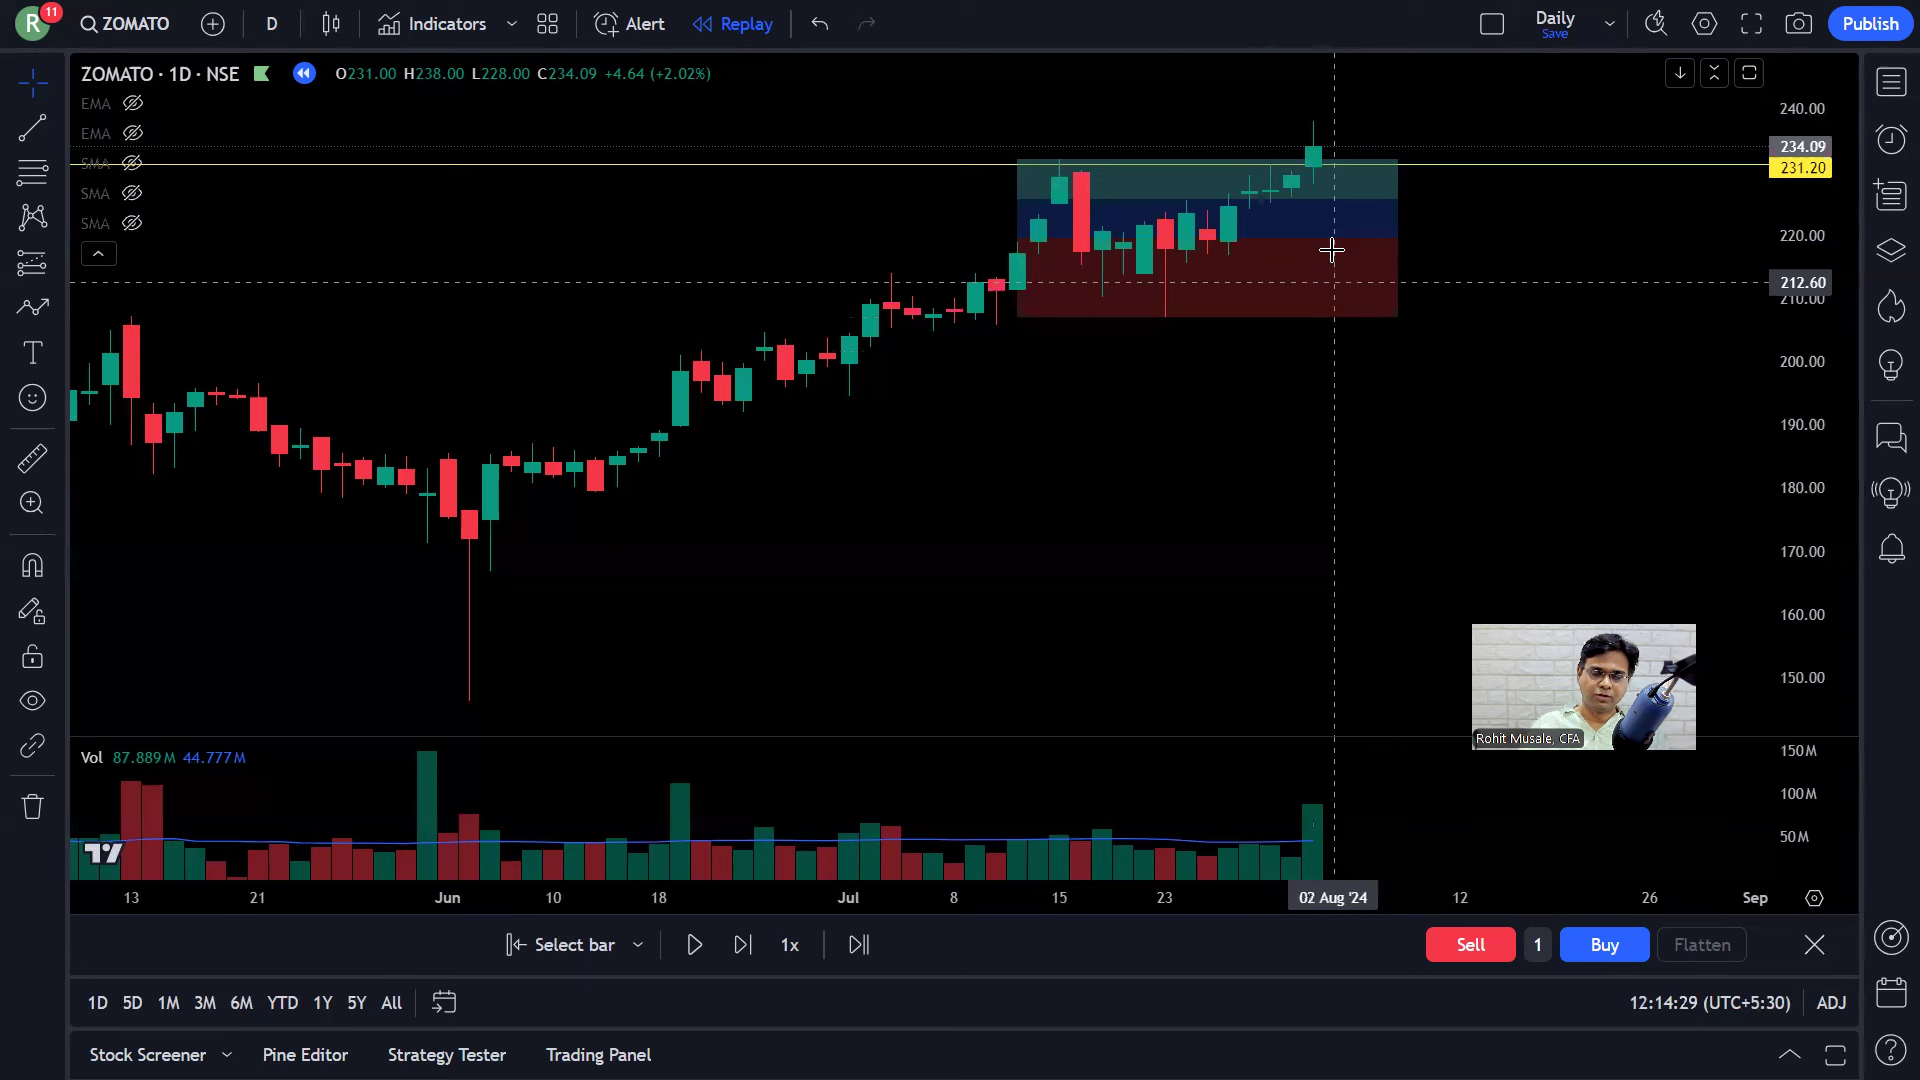 R 11 ZOMATO D Indicators Alert Replay Daily Save Publish
ZOMATO · 1D · NSE O231.00 H238.00 L228.00 C234.09 +4.64 (+2.02%)
EMA
EMA
SMA
SMA
SMA
240.00
234.09
231.20
220.00
212.60
210.00
200.00
190.00
180.00
170.00
160.00
150.00
Rohit Musale, CFA
Vol 87.889M 44.777M
150M
100M
50M
13 21 Jun 10 18 Jul 8 15 23 02 Aug '24 12 26 Sep
Select bar 1x Sell 1 Buy Flatten
1D 5D 1M 3M 6M YTD 1Y 5Y All 12:14:29 (UTC+5:30) ADJ
Stock Screener Pine Editor Strategy Tester Trading Panel